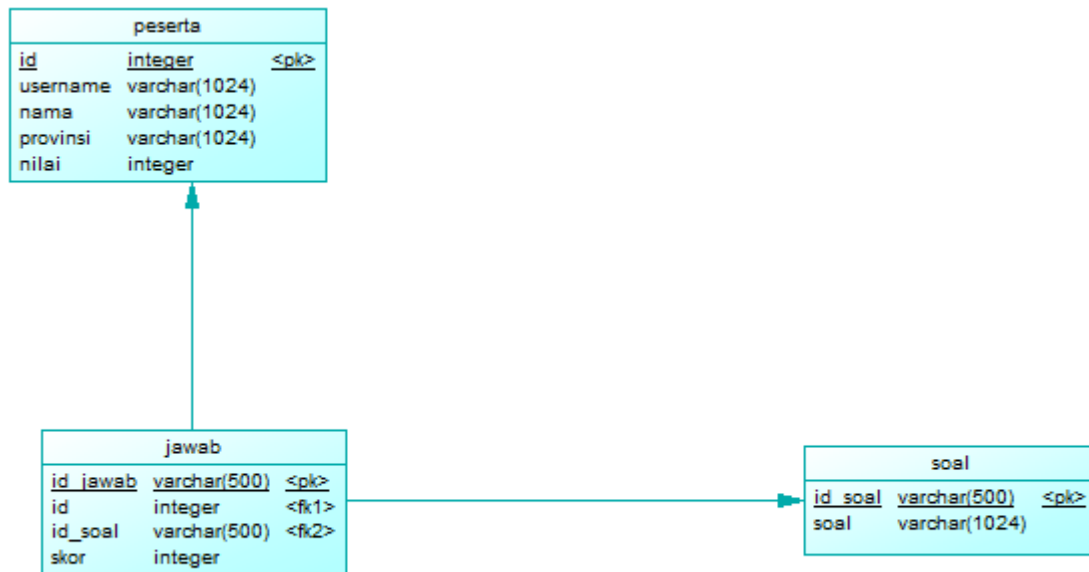 peserta
id integer <pk>
username varchar(1024)
nama varchar(1024)
provinsi varchar(1024)
nilai integer
jawab
id_jawab varchar(500) <pk>
id integer <fk1>
id_soal varchar(500) <fk2>
skor integer
soal
id_soal varchar(500) <pk>
soal varchar(1024)